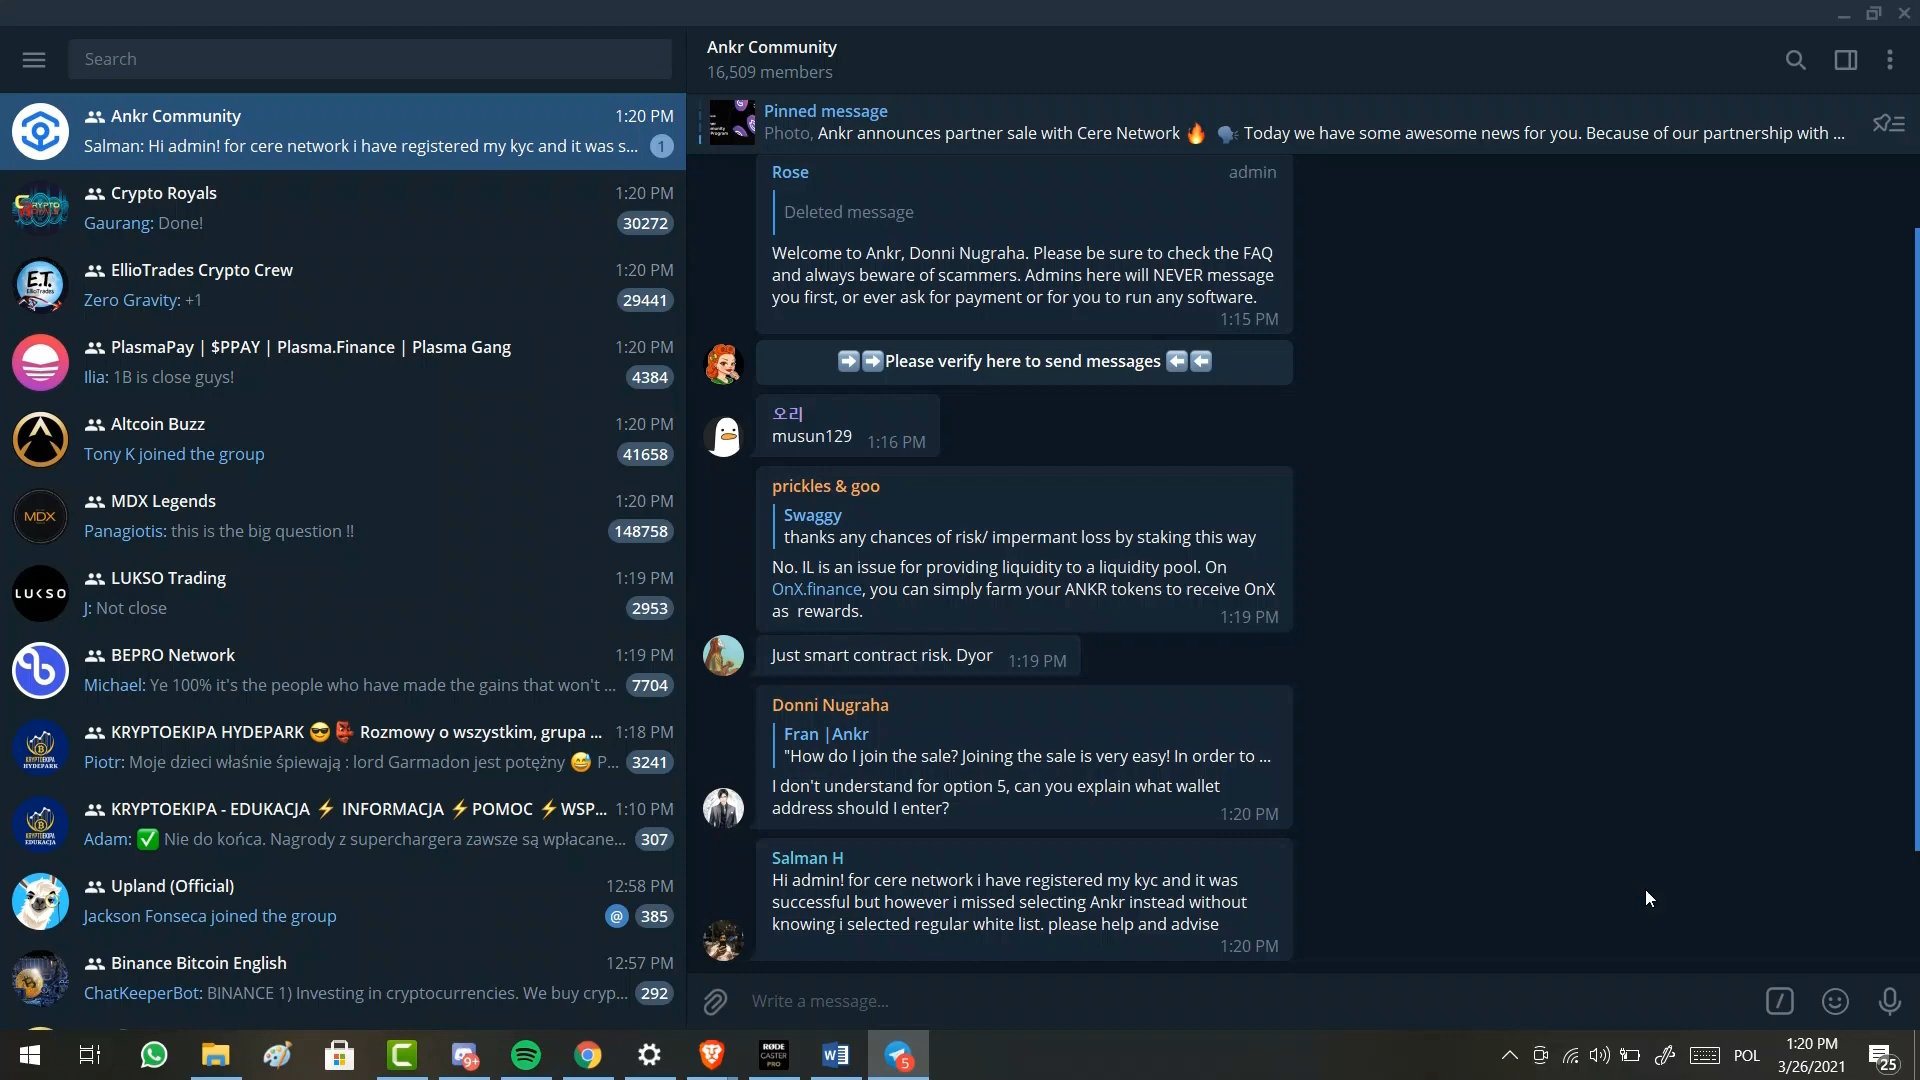 Search
Ankr Community
1:20 PM
Salman: Hi admin! for cere network i have registered my kyc and it was s...
1
Crypto Royals
1:20 PM
Gaurang: Done!
30272
EllioTrades Crypto Crew
1:20 PM
Zero Gravity: +1
29441
PlasmaPay | $PPAY | Plasma.Finance | Plasma Gang
1:20 PM
Ilia: 1B is close guys!
4384
Altcoin Buzz
1:20 PM
Tony K joined the group
41658
MDX Legends
1:20 PM
Panagiotis: this is the big question !!
148758
LUKSO Trading
1:19 PM
J: Not close
2953
BEPRO Network
1:19 PM
Michael: Ye 100% it's the people who have made the gains that won't ...
7704
KRYPTOEKIPA HYDEPARK 😎 👺 Rozmowy o wszystkim, grupa ...
1:18 PM
Piotr: Moje dzieci właśnie śpiewają : lord Garmadon jest potężny 😅 P...
3241
KRYPTOEKIPA - EDUKACJA ⚡ INFORMACJA ⚡POMOC ⚡WSP...
1:10 PM
Adam: ✅ Nie do końca. Nagrody z superchargera zawsze są wpłacane...
307
Upland (Official)
12:58 PM
Jackson Fonseca joined the group
@ 385
Binance Bitcoin English
12:57 PM
ChatKeeperBot: BINANCE 1) Investing in cryptocurrencies. We buy cryp...
292
E.T.
EllioTrades
MDX
LUKSO
Ankr Community
16,509 members
Pinned message
Photo, Ankr announces partner sale with Cere Network 🔥 🗣 Today we have some awesome news for you. Because of our partnership with ...
Rose
admin
Deleted message
Welcome to Ankr, Donni Nugraha. Please be sure to check the FAQ
and always beware of scammers. Admins here will NEVER message
you first, or ever ask for payment or for you to run any software.
1:15 PM
➡️➡️Please verify here to send messages ⬅️⬅️
오리
musun129 1:16 PM
prickles & goo
Swaggy
thanks any chances of risk/ impermant loss by staking this way
No. IL is an issue for providing liquidity to a liquidity pool. On
OnX.finance, you can simply farm your ANKR tokens to receive OnX
as rewards.
1:19 PM
Just smart contract risk. Dyor 1:19 PM
Donni Nugraha
Fran |Ankr
"How do I join the sale? Joining the sale is very easy! In order to ...
I don't understand for option 5, can you explain what wallet
address should I enter?
1:20 PM
Salman H
Hi admin! for cere network i have registered my kyc and it was
successful but however i missed selecting Ankr instead without
knowing i selected regular white list. please help and advise
1:20 PM
Write a message...
9+
RØDE
CASTER
PRO
5
POL
1:20 PM
3/26/2021
25